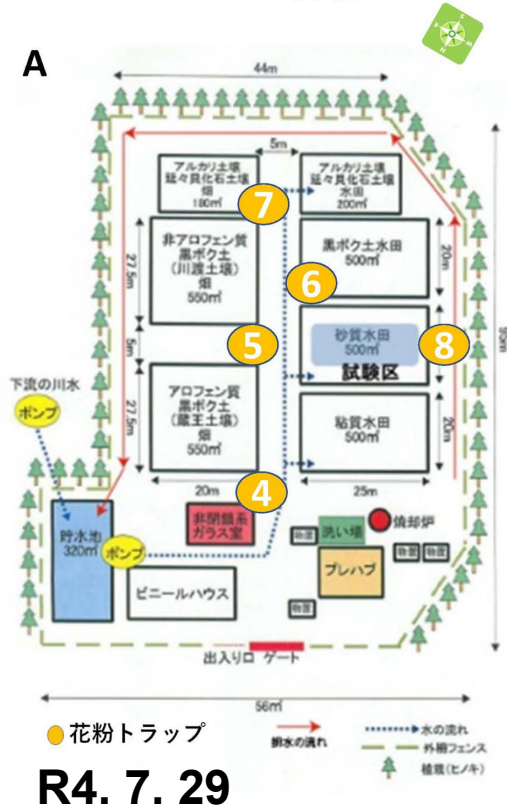 A
S
W
N
E
44m
5m
アルカリ土壌
延々貝化石土壌
畑
180㎡
アルカリ土壌
延々貝化石土壌
水田
200㎡
7
非アロフェン質
黒ボク土
(川渡土壌)
畑
550㎡
27.5m
黒ボク土水田
500㎡
20m
6
5m
5
砂質水田
500㎡
試験区
8
下流の川水
ポンプ
アロフェン質
黒ボク土
(蔵王土壌)
畑
550㎡
27.5m
粘質水田
500㎡
20m
20m
25m
4
貯水池
320㎡
ポンプ
非閉鎖系
ガラス室
物置
洗い場
焼却炉
物置
物置
プレハブ
ビニールハウス
物置
出入り口 ゲート
56㎡
花粉トラップ
排水の流れ
水の流れ
外柵フェンス
植栽(ヒノキ)
R4. 7. 29